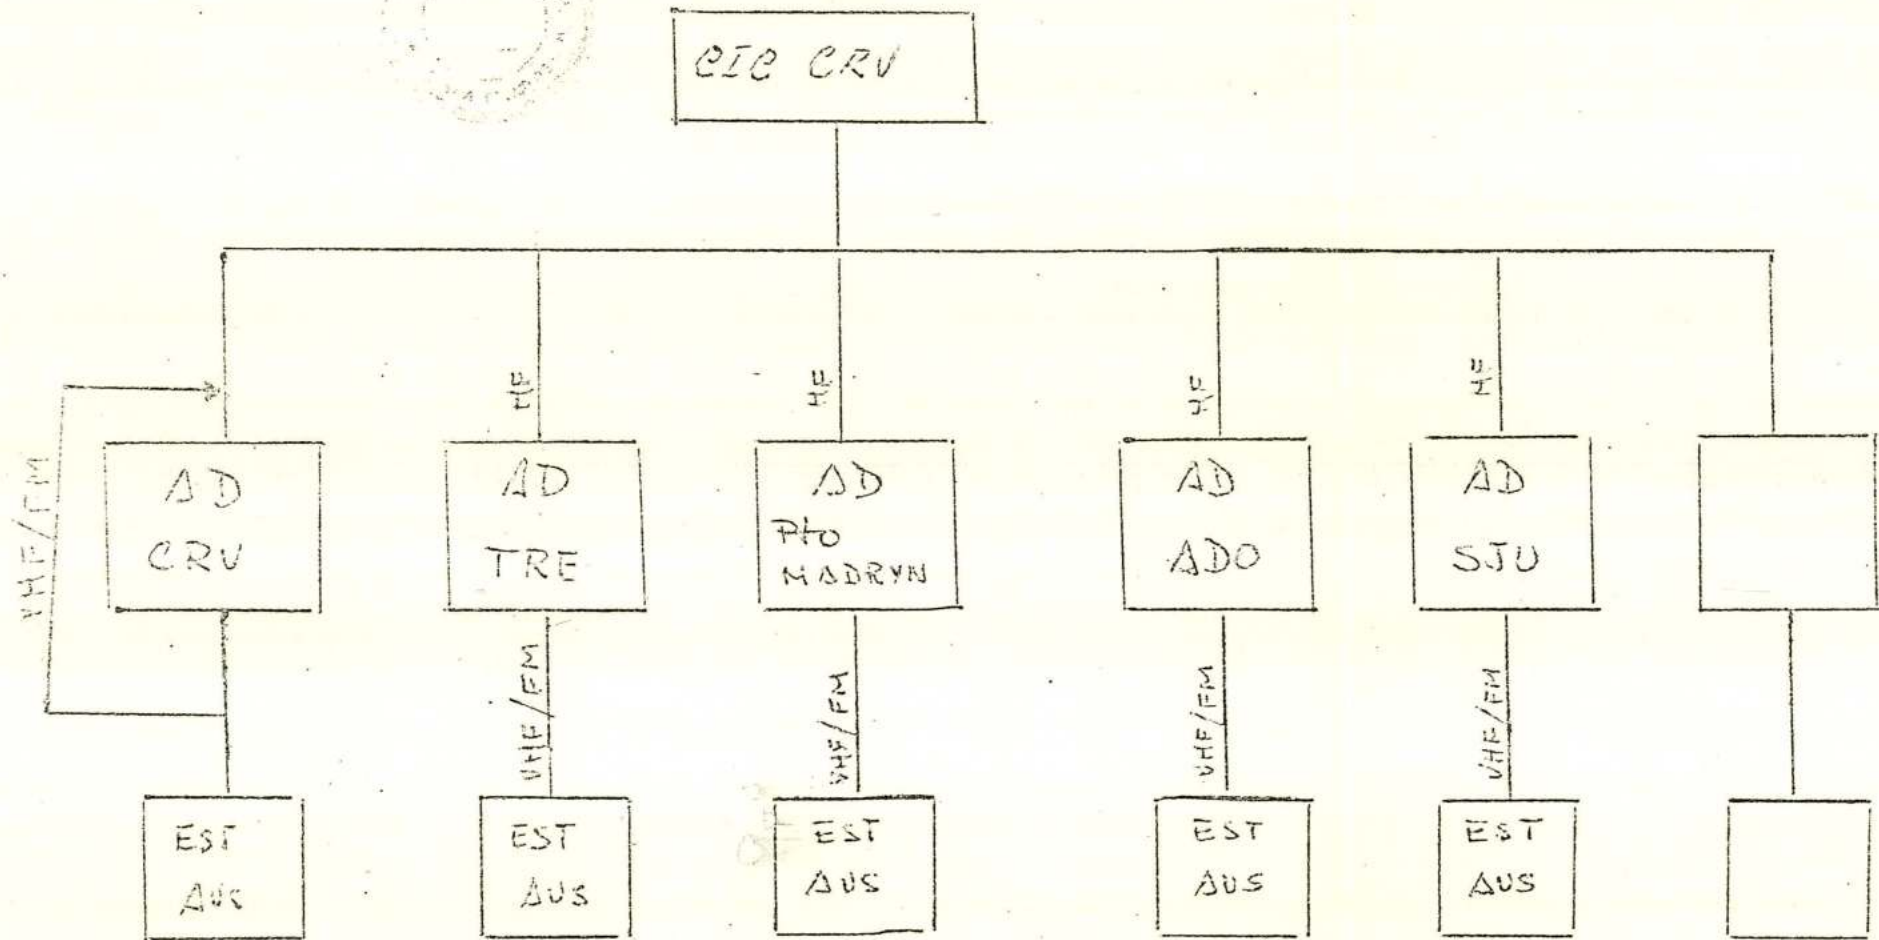 CIC CRV
HF
HF
HF
HF
VHF/FM
AD
CRV
AD
TRE
AD
Pto
MADRYN
AD
ADO
AD
SJU
VHF/FM
VHF/FM
VHF/FM
VHF/FM
EST
AUS
EST
AUS
EST
AUS
EST
AUS
EST
AUS